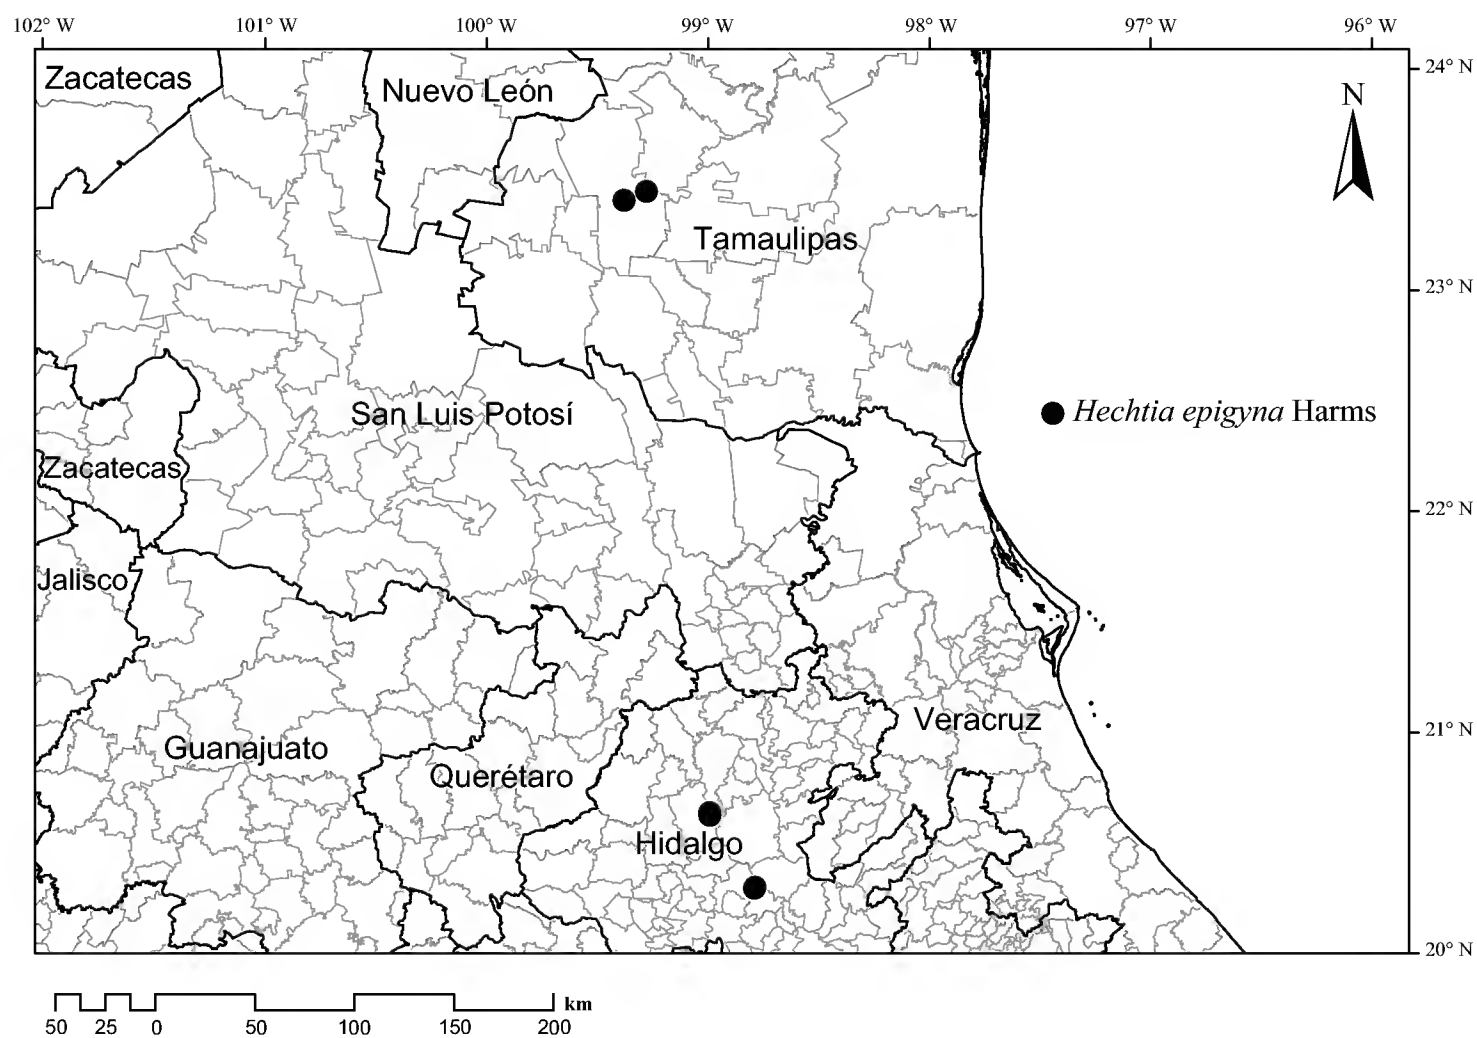 102° W 101° W 100° W 99° W 98° W 97° W 96° W
24° N
Zacatecas
Nuevo León
N
Tamaulipas
23° N
San Luis Potosí
Hechtia epigyna Harms
Zacatecas
22° N
Jalisco
Veracruz
21° N
Guanajuato
Querétaro
Hidalgo
20° N
km
50 25 0 50 100 150 200